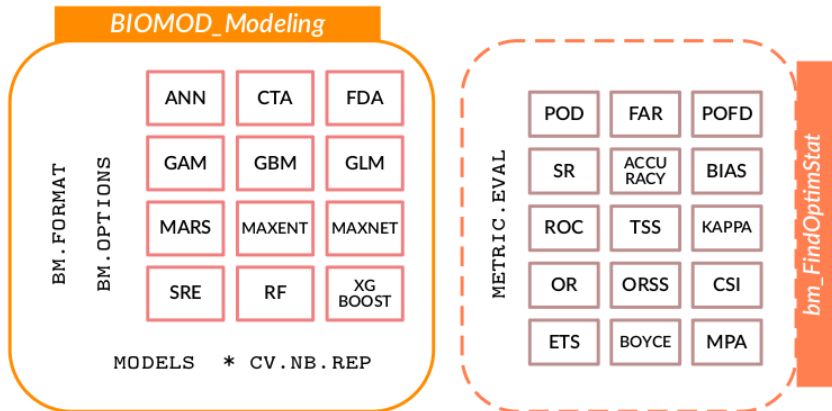 BIOMOD_Modeling
BM.FORMAT
BM.OPTIONS
ANN CTA FDA
GAM GBM GLM
MARS MAXENT MAXNET
SRE RF XG
BOOST
MODELS * CV.NB.REP
METRIC.EVAL
POD FAR POFD
SR ACCU
RACY BIAS
ROC TSS KAPPA
OR ORSS CSI
ETS BOYCE MPA
bm_FindOptimStat